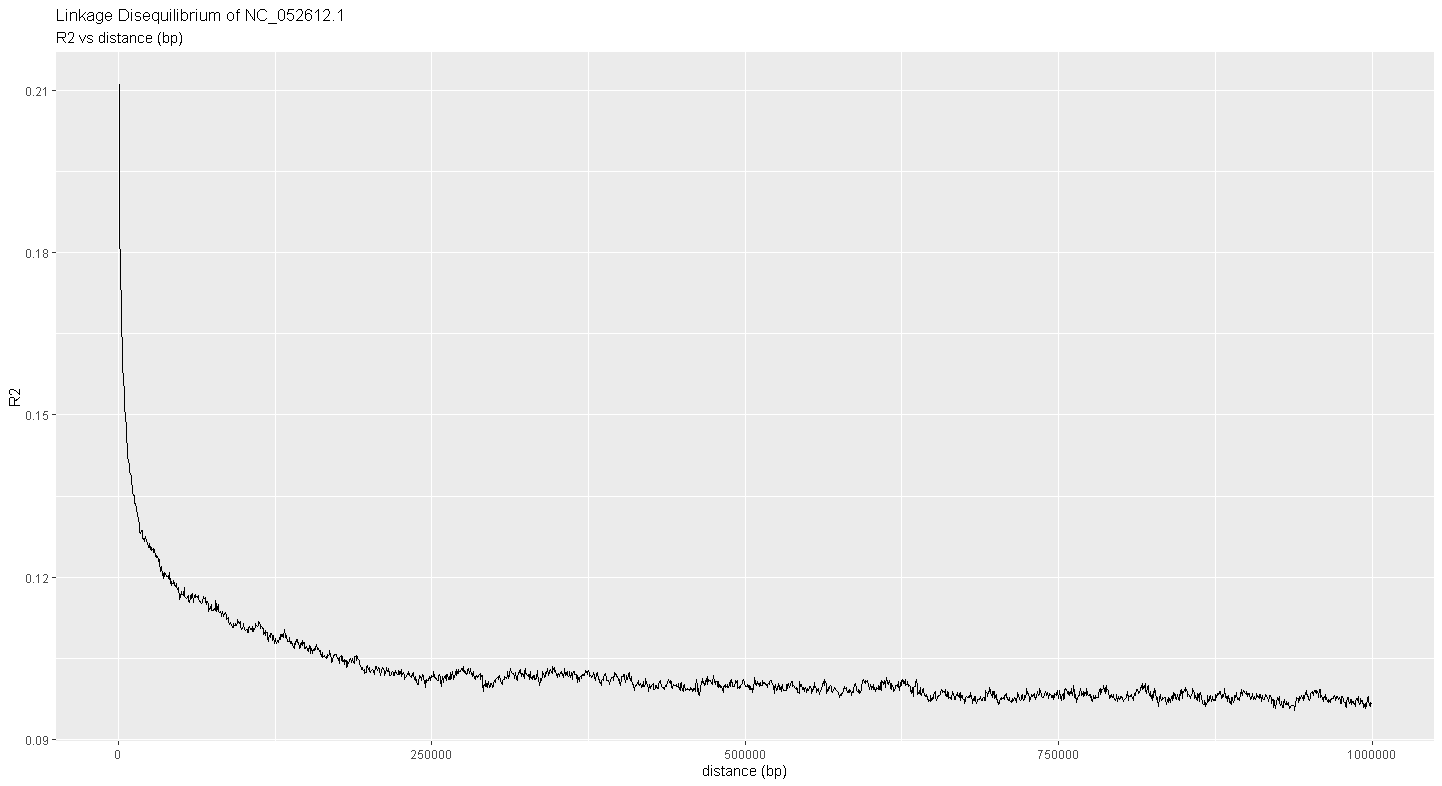 Linkage Disequilibrium of NC_052612.1
R2 vs distance (bp)
0.21
0.18
0.15
0.12
0.09
R2
0
250000
500000
750000
1000000
distance (bp)